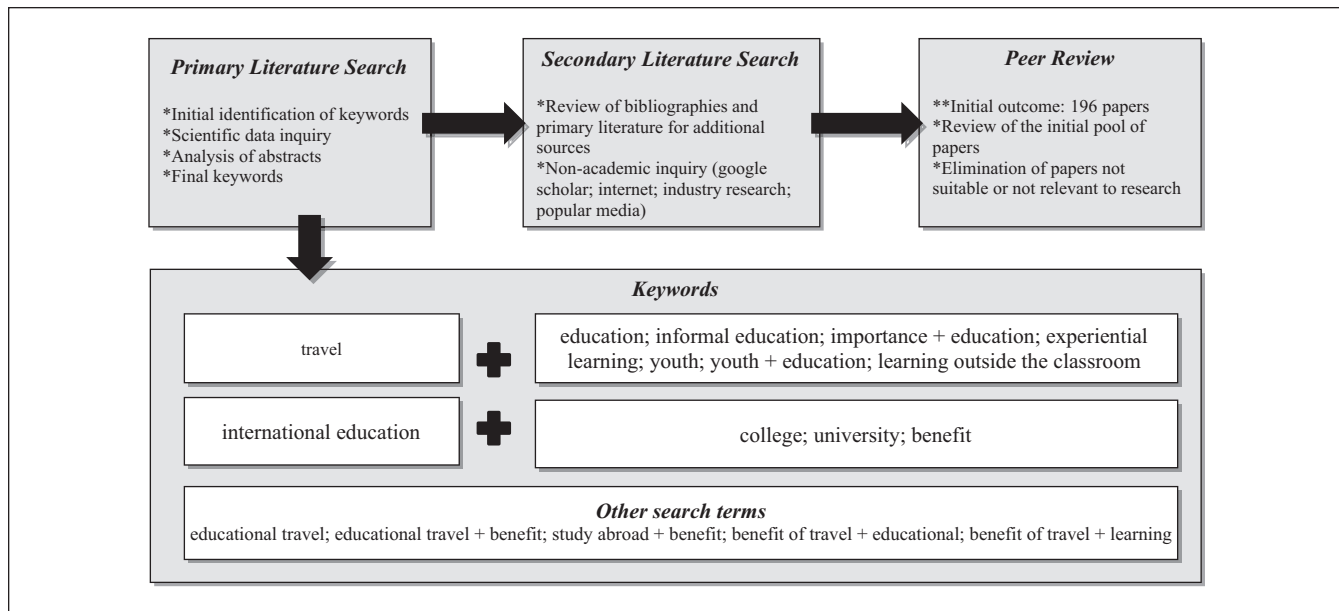 Primary Literature Search
*Initial identification of keywords
*Scientific data inquiry
*Analysis of abstracts
*Final keywords
Secondary Literature Search
*Review of bibliographies and
primary literature for additional
sources
*Non-academic inquiry (google
scholar; internet; industry research;
popular media)
Peer Review
**Initial outcome: 196 papers
*Review of the initial pool of
papers
*Elimination of papers not
suitable or not relevant to research
Keywords
travel
education; informal education; importance + education; experiential
learning; youth; youth + education; learning outside the classroom
international education
college; university; benefit
Other search terms
educational travel; educational travel + benefit; study abroad + benefit; benefit of travel + educational; benefit of travel + learning